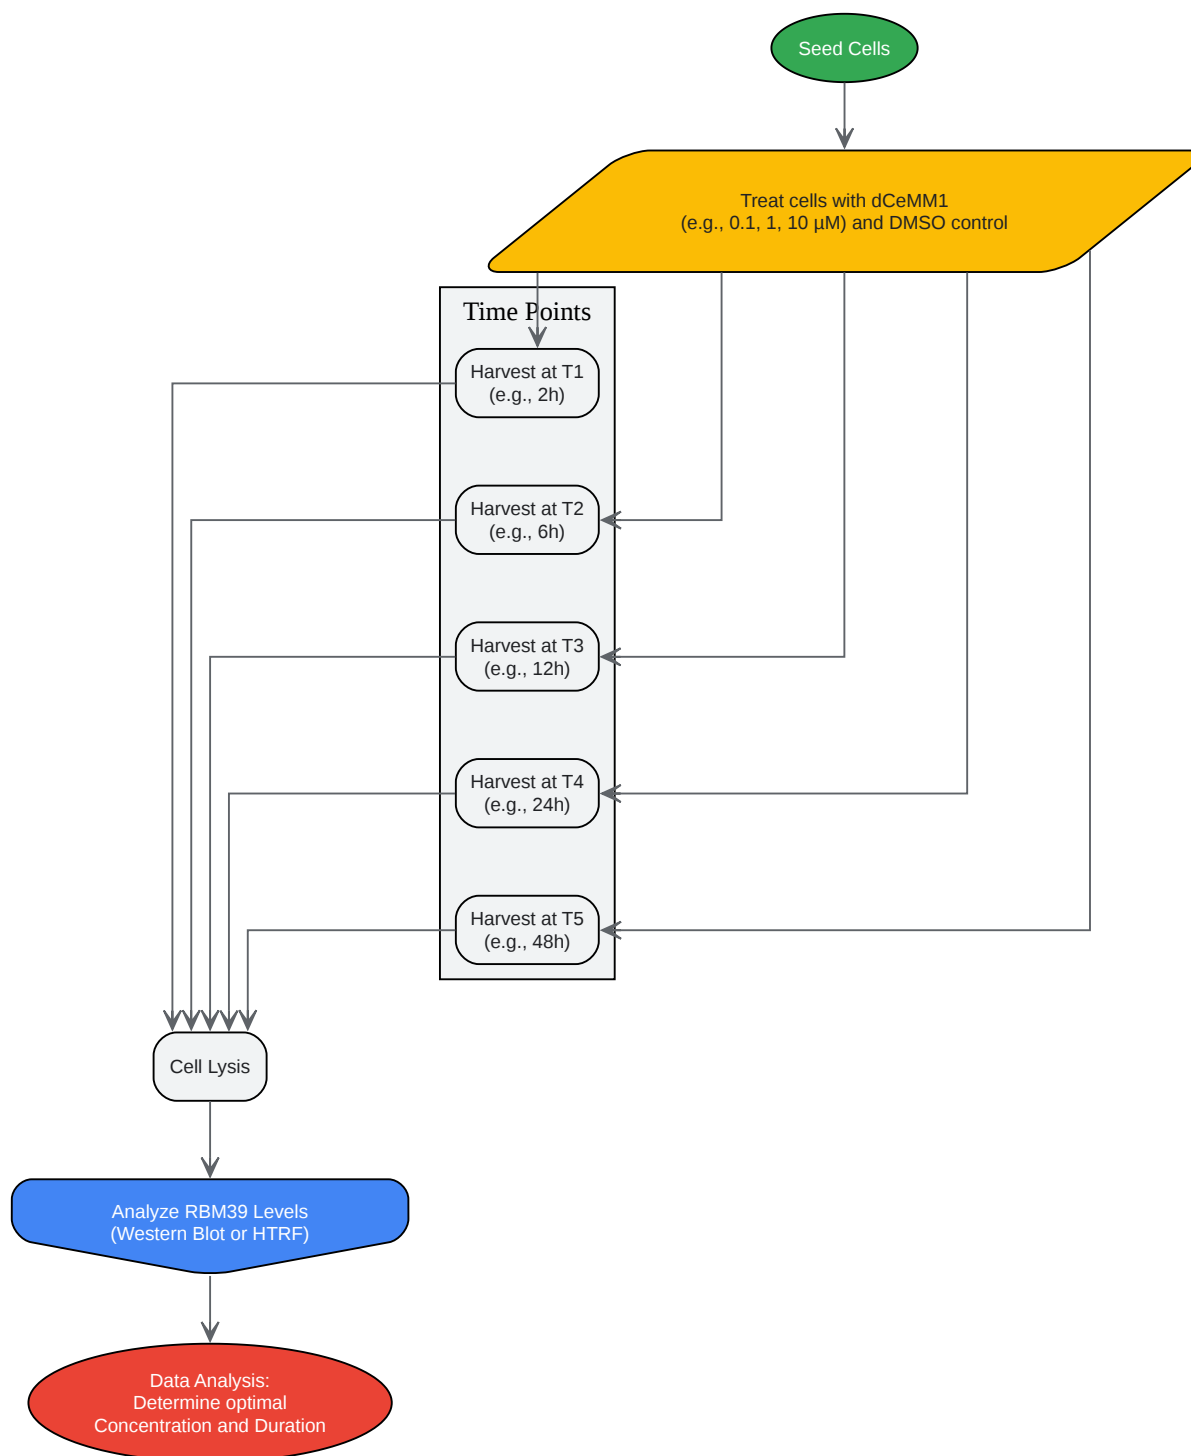 Seed Cells
Treat cells with dCeMM1
(e.g., 0.1, 1, 10 µM) and DMSO control
Time Points
Harvest at T1
(e.g., 2h)
Harvest at T2
(e.g., 6h)
Harvest at T3
(e.g., 12h)
Harvest at T4
(e.g., 24h)
Harvest at T5
(e.g., 48h)
Cell Lysis
Analyze RBM39 Levels
(Western Blot or HTRF)
Data Analysis:
Determine optimal
Concentration and Duration